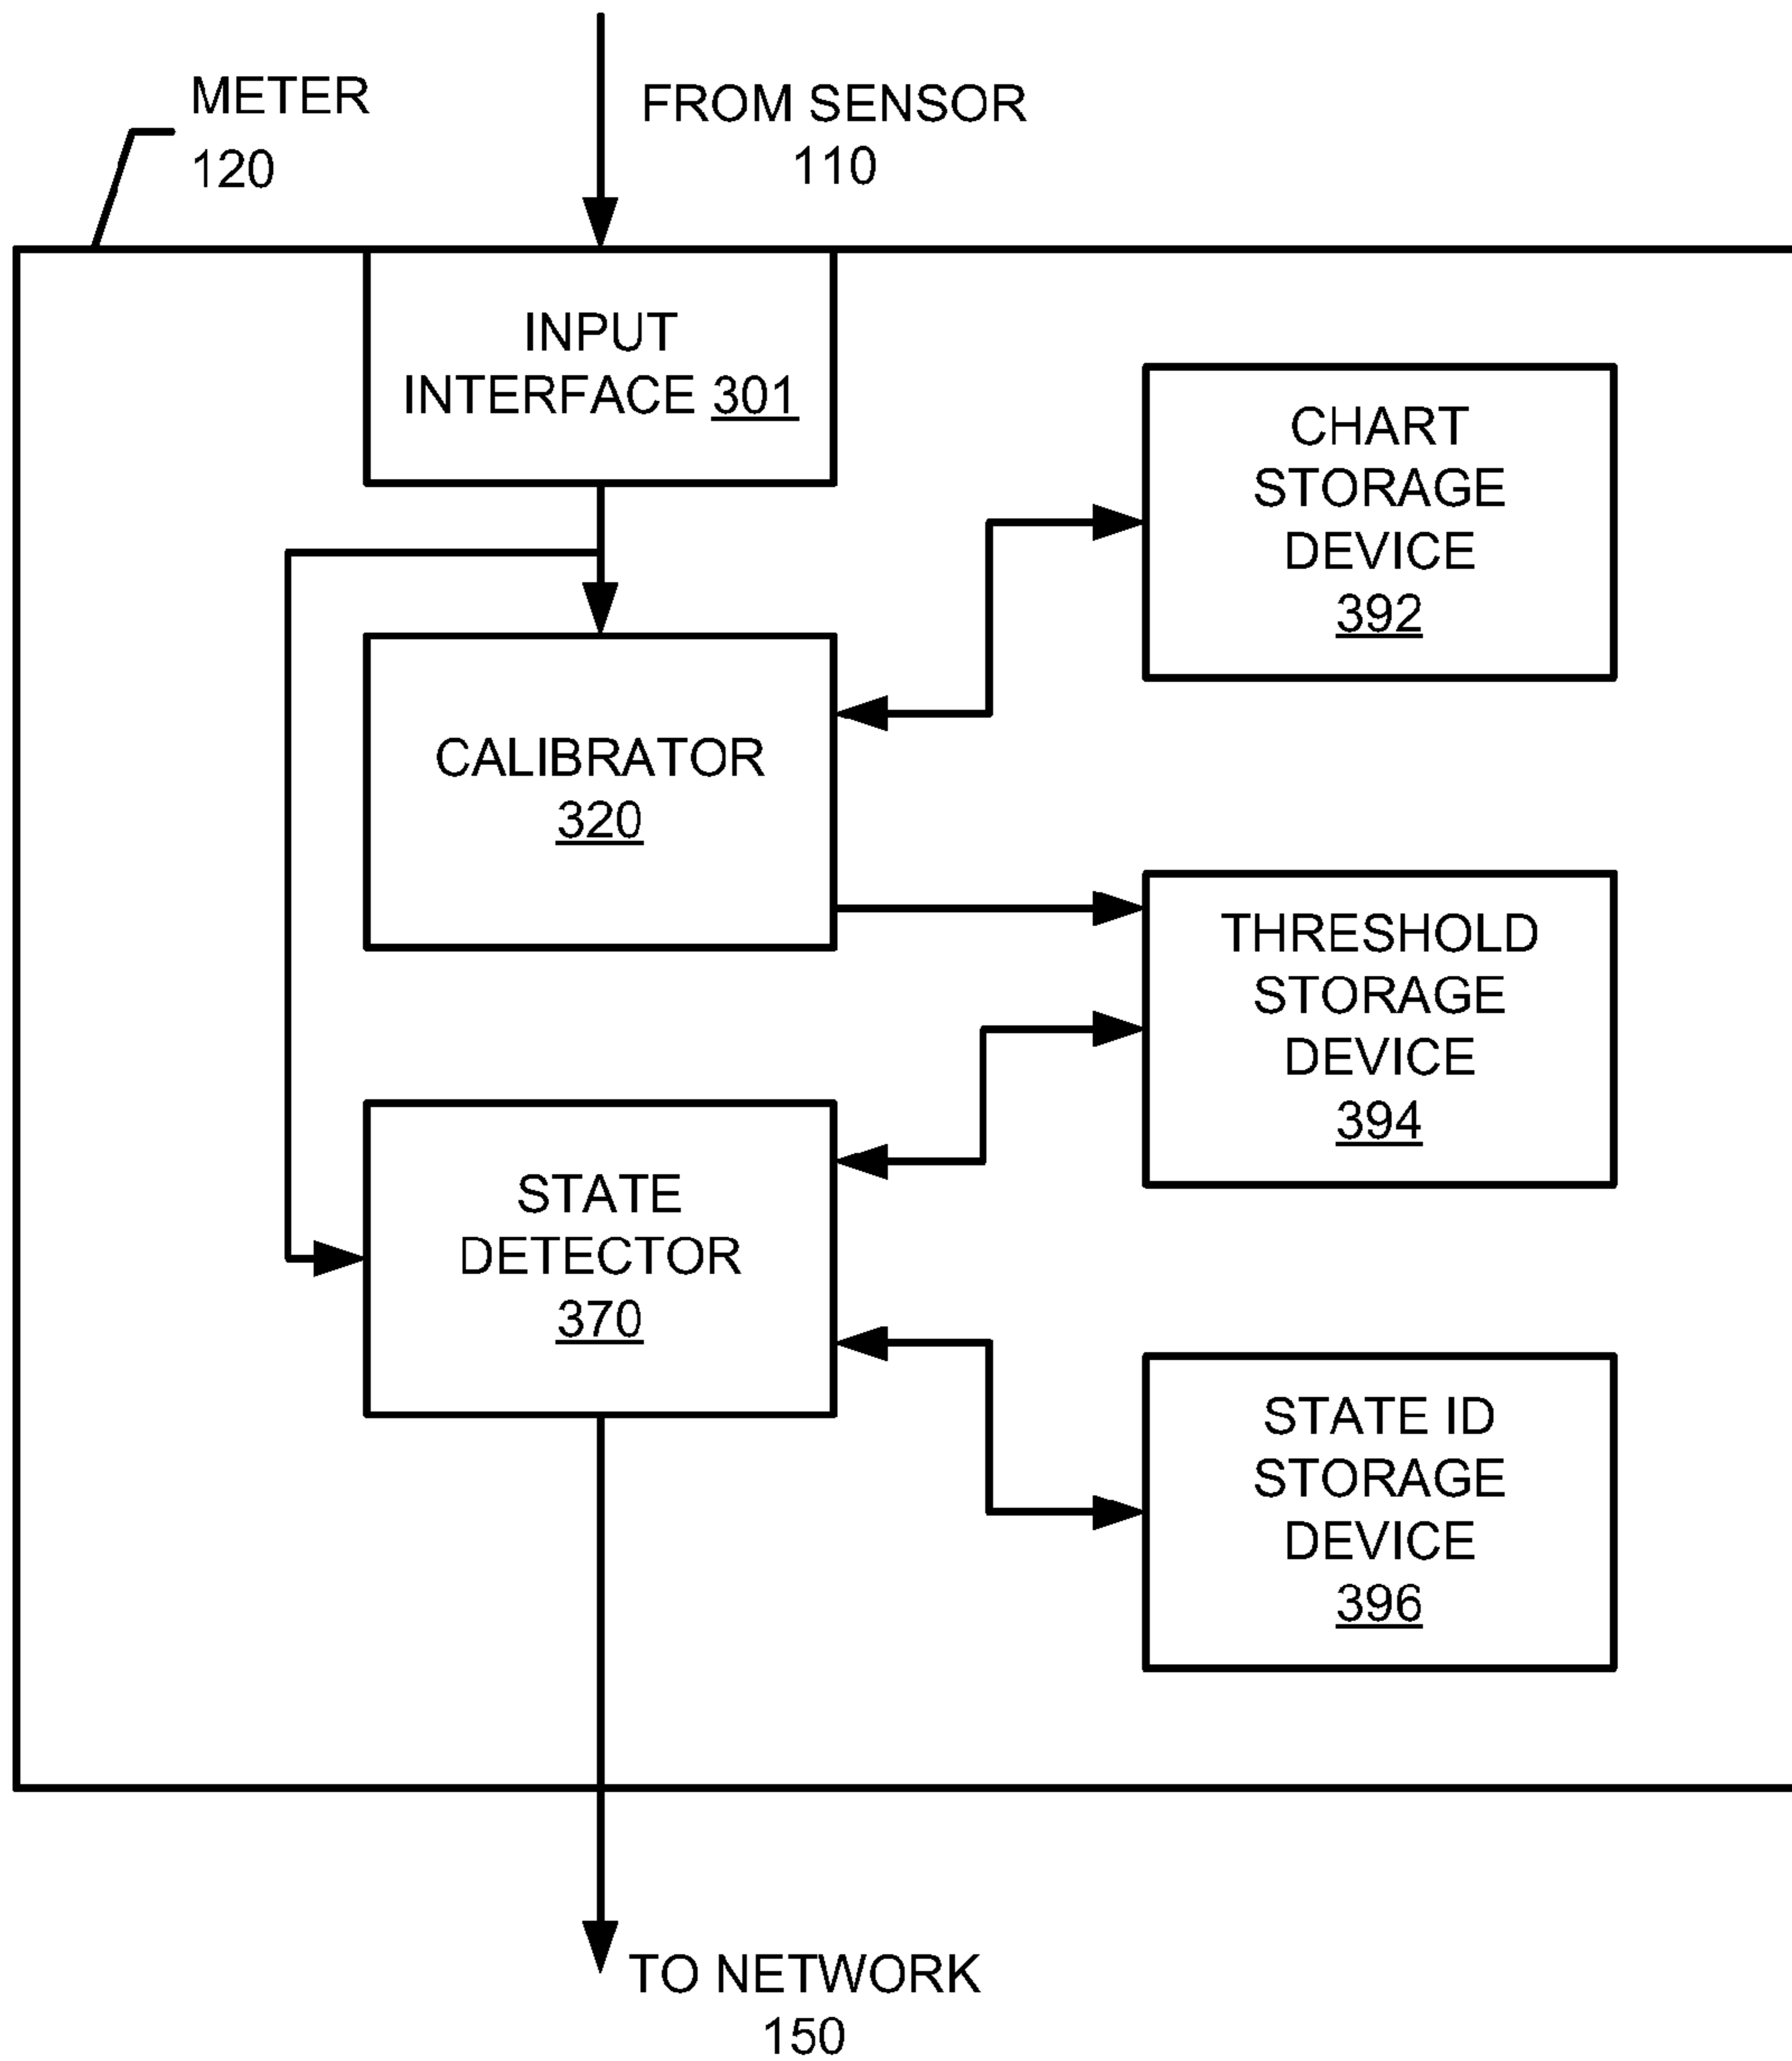 METER
120
FROM SENSOR
110
INPUT
INTERFACE 301
CHART
STORAGE
DEVICE
392
CALIBRATOR
320
THRESHOLD
STORAGE
DEVICE
394
STATE
DETECTOR
370
STATE ID
STORAGE
DEVICE
396
TO NETWORK
150